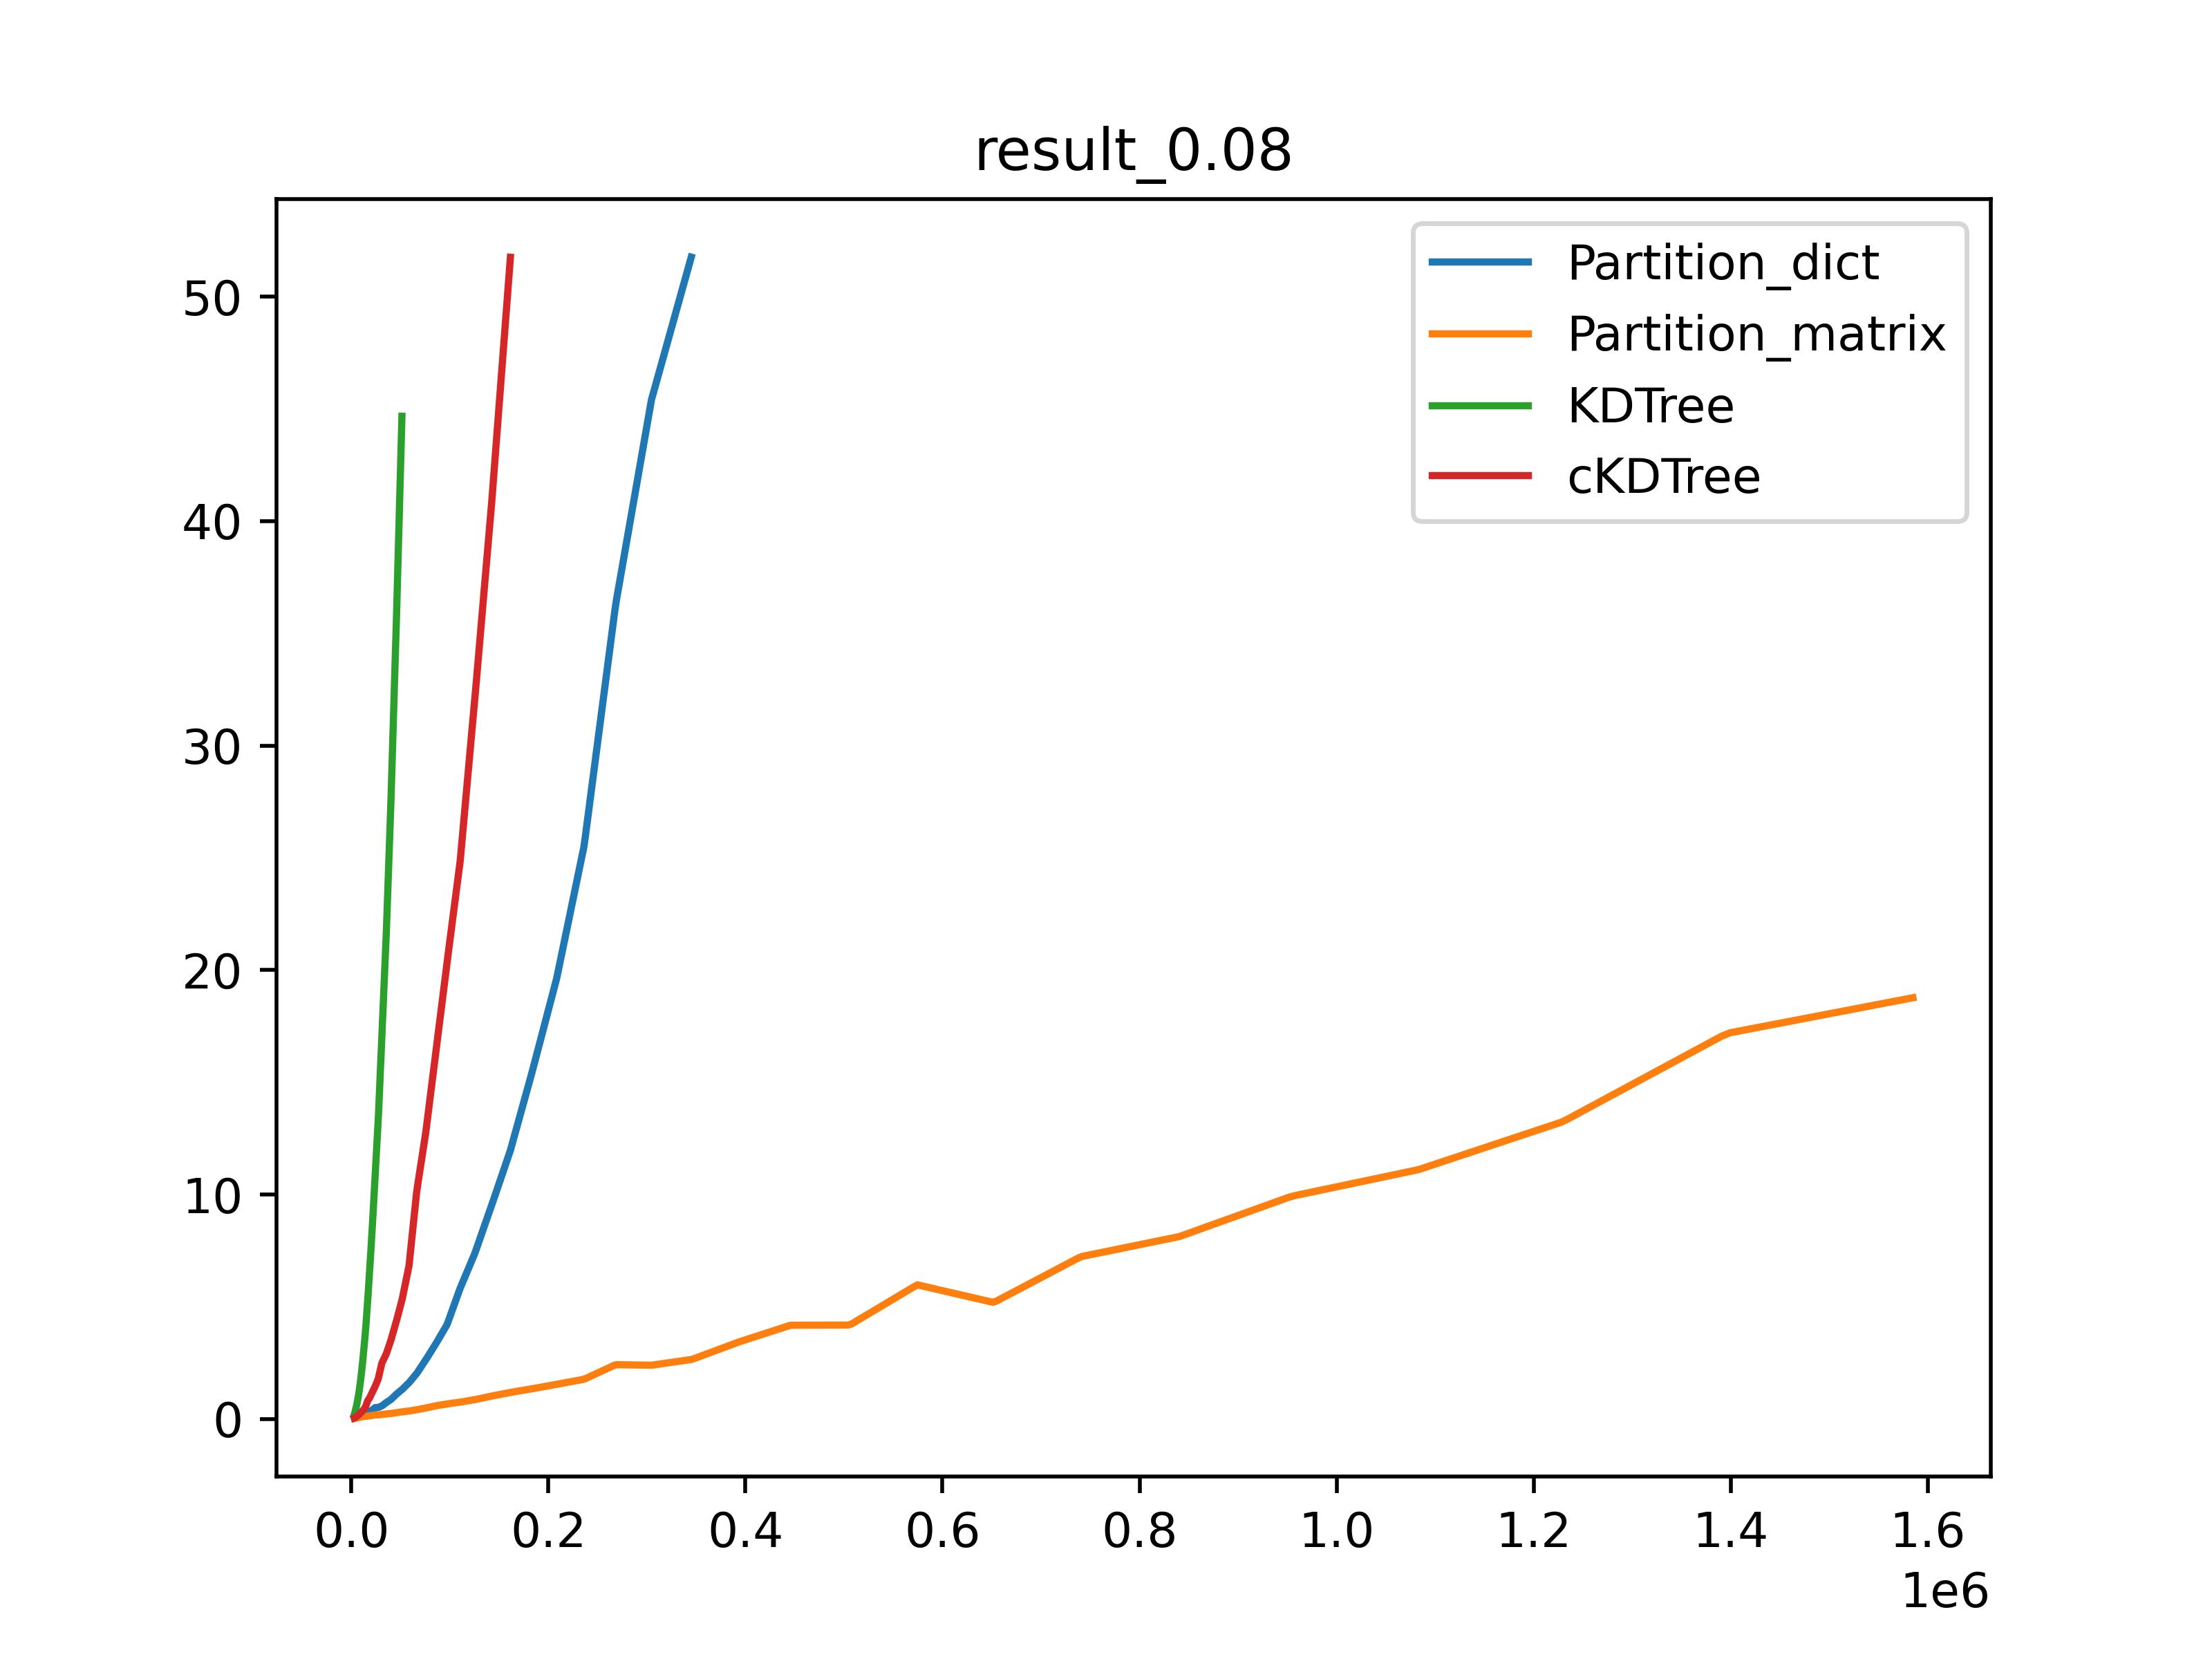 result_0.08
Partition_dict
Partition_matrix
KDTree
cKDTree
50
40
30
20
10
0
0.0 0.2 0.4 0.6 0.8 1.0 1.2 1.4 1.6
1e6